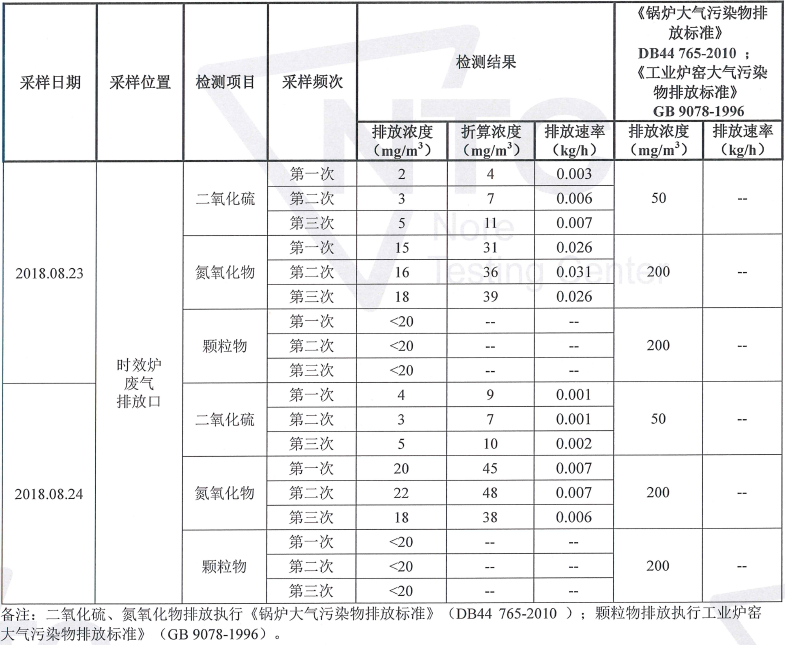 采样日期 采样位置 检测项目 采样频次 检测结果 《锅炉大气污染物排
放标准》
DB44 765-2010 ；
《工业炉窑大气污染
物排放标准》
GB 9078-1996
排放浓度 折算浓度 排放速率 排放浓度 排放速率
（mg/m³） （mg/m³） （kg/h） （mg/m³） （kg/h）
2018.08.23 时效炉
废气
排放口
二氧化硫 第一次 2 4 0.003 50 --
第二次 3 7 0.006
第三次 5 11 0.007
氮氧化物 第一次 15 31 0.026 200 --
第二次 16 36 0.031
第三次 18 39 0.026
颗粒物 第一次 <20 -- -- 200 --
第二次 <20 -- --
第三次 <20 -- --
2018.08.24 二氧化硫 第一次 4 9 0.001 50 --
第二次 3 7 0.001
第三次 5 10 0.002
氮氧化物 第一次 20 45 0.007 200 --
第二次 22 48 0.007
第三次 18 38 0.006
颗粒物 第一次 <20 -- -- 200 --
第二次 <20 -- --
第三次 <20 -- --
备注：二氧化硫、氮氧化物排放执行《锅炉大气污染物排放标准》（DB44 765-2010 ）；颗粒物排放执行工业炉窑
大气污染物排放标准》（GB 9078-1996）。
NTC
Nore
Testing Center